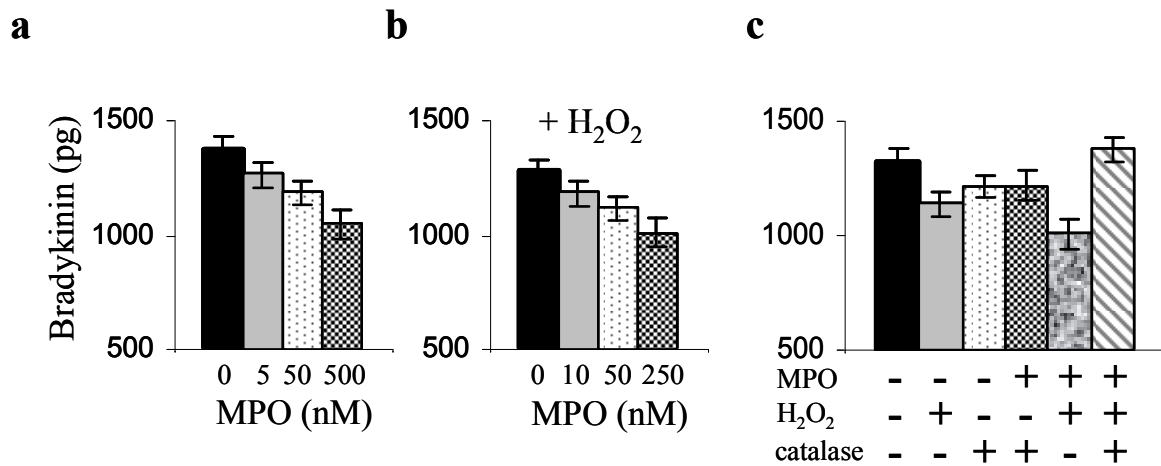 a
b
c
Bradykinin (pg)
1500
1000
500
0 5 50 500
MPO (nM)
+ H₂O₂
1500
1000
500
0 10 50 250
MPO (nM)
1500
1000
500
MPO - - - + + +
H₂O₂ - + - - + +
catalase - - + + - +